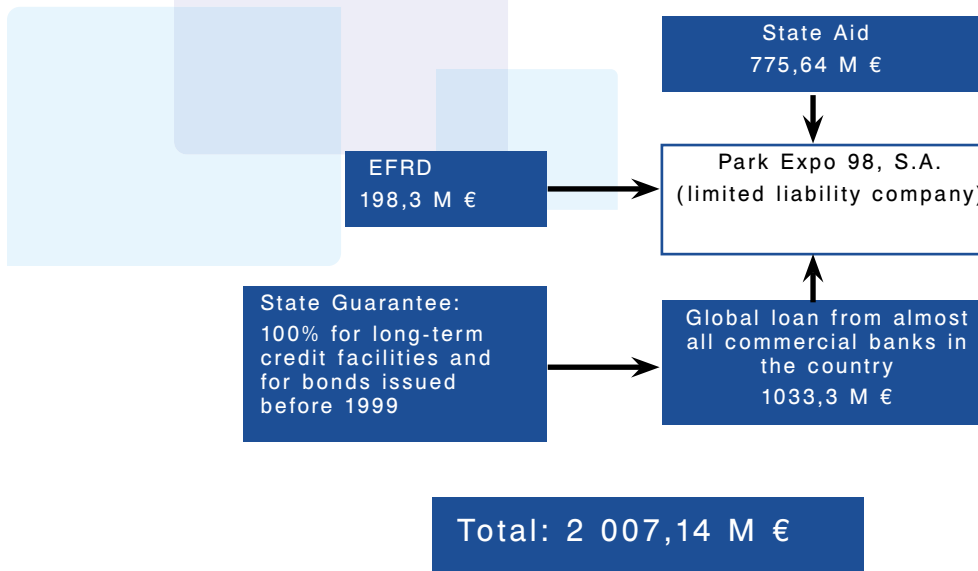 State Aid
775,64 M €
EFRD
198,3 M €
Park Expo 98, S.A.
(limited liability company)
State Guarantee:
100% for long-term
credit facilities and
for bonds issued
before 1999
Global loan from almost
all commercial banks in
the country
1033,3 M €
Total: 2 007,14 M €